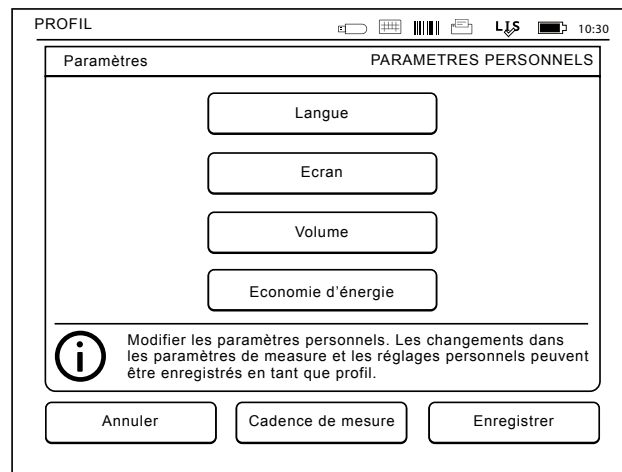 PROFIL
LIS 10:30
Paramètres PARAMETRES PERSONNELS
Langue
Ecran
Volume
Economie d’énergie
Modifier les paramètres personnels. Les changements dans
les paramètres de measure et les réglages personnels peuvent
être enregistrés en tant que profil.
Annuler Cadence de mesure Enregistrer